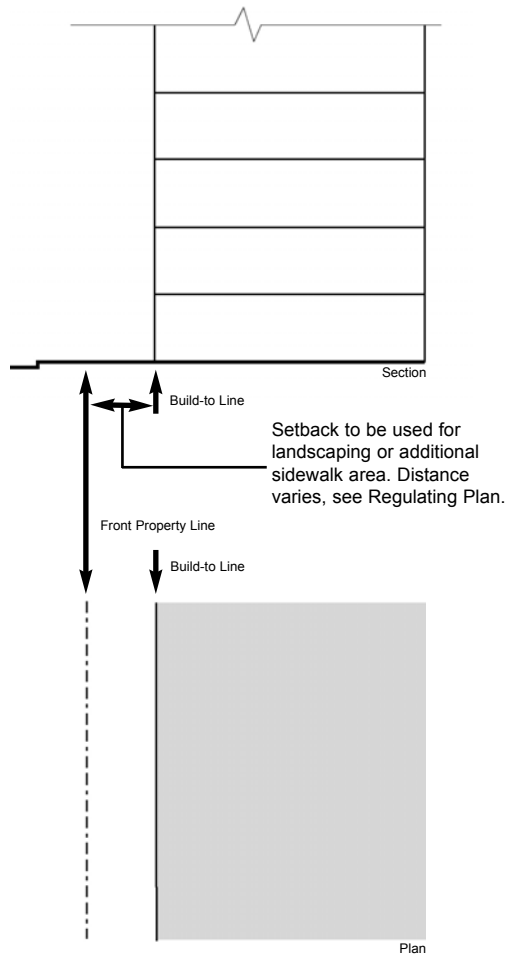 Section
Build-to Line
Setback to be used for
landscaping or additional
sidewalk area. Distance
varies, see Regulating Plan.
Front Property Line
Build-to Line
Plan